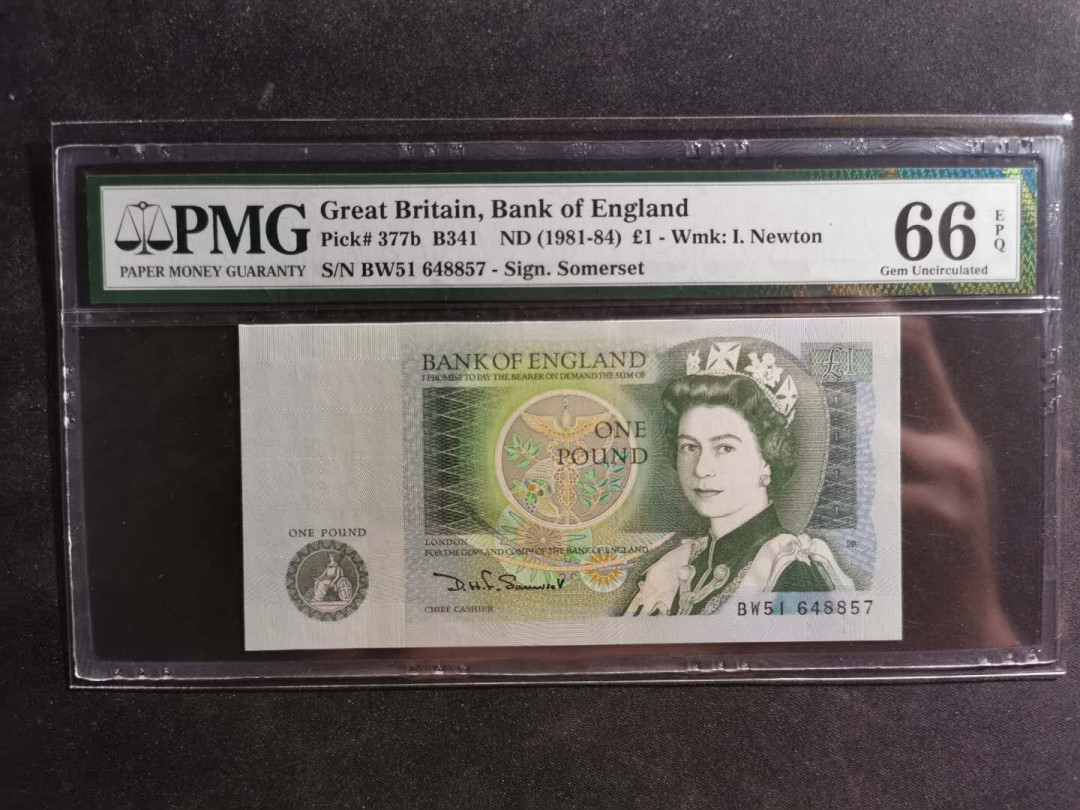 PMG
PAPER MONEY GUARANTY
Great Britain, Bank of England
Pick# 377b B341 ND (1981-84) £1 - Wmk: I. Newton
S/N BW51 648857 - Sign. Somerset
66
EPQ
Gem Uncirculated
BANK OF ENGLAND
I PROMISE TO PAY THE BEARER ON DEMAND THE SUM OF
£1
ONE
POUND
ONE POUND
LONDON
FOR THE GOVR AND COMPA OF THE BANK OF ENGLAND
D.H.F. Somerset
CHIEF CASHIER
BW51 648857